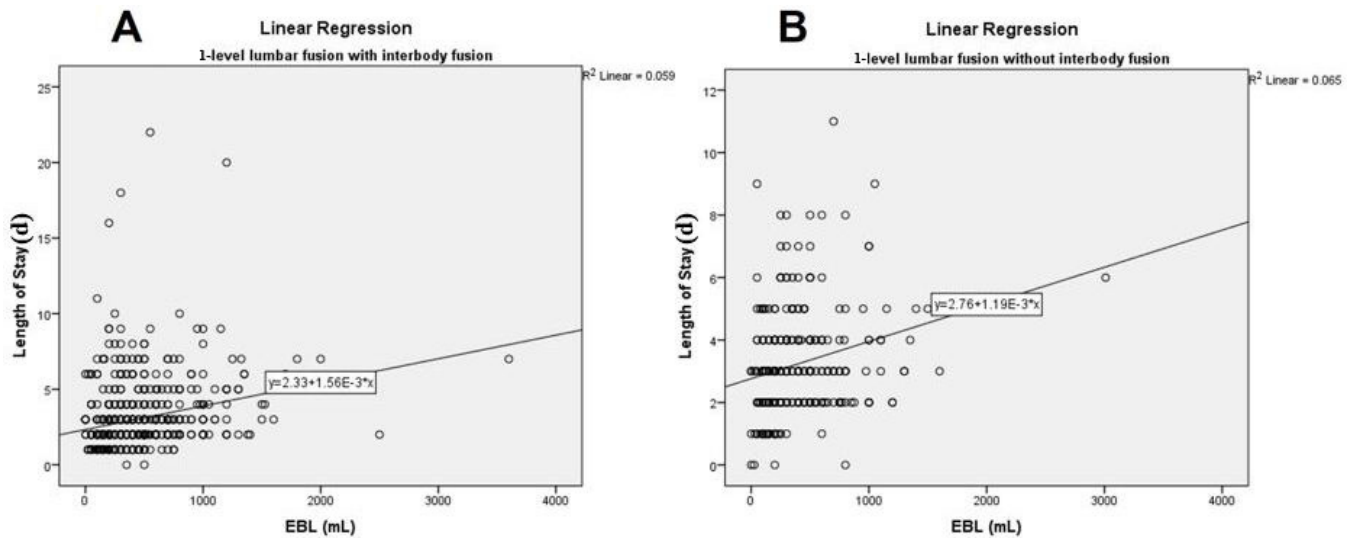 A
Linear Regression
1-level lumbar fusion with interbody fusion
R² Linear = 0.059
25
20
15
10
5
0
Length of Stay(d)
y=2.33+1.56E-3*x
0 1000 2000 3000 4000
EBL (mL)
B
Linear Regression
1-level lumbar fusion without interbody fusion
R² Linear = 0.065
12
10
8
6
4
2
0
Length of Stay(d)
y=2.76+1.19E-3*x
0 1000 2000 3000 4000
EBL (mL)